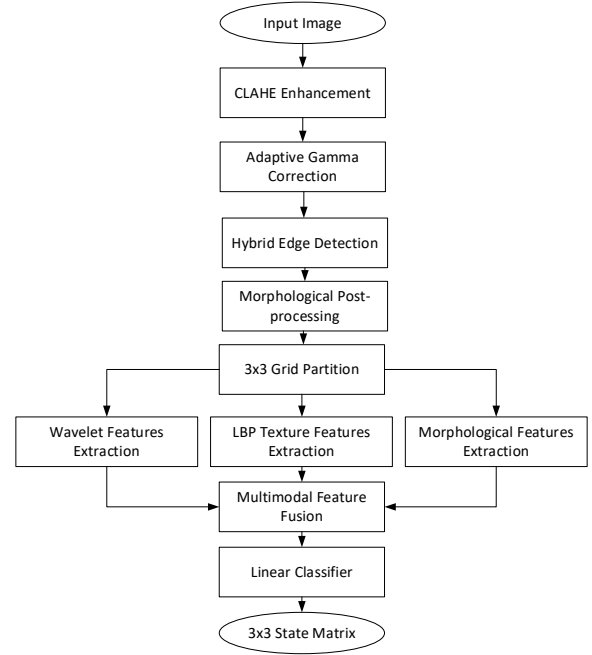 Input Image
CLAHE Enhancement
Adaptive Gamma
Correction
Hybrid Edge Detection
Morphological Post-
processing
3x3 Grid Partition
Wavelet Features
Extraction
LBP Texture Features
Extraction
Morphological Features
Extraction
Multimodal Feature
Fusion
Linear Classifier
3x3 State Matrix